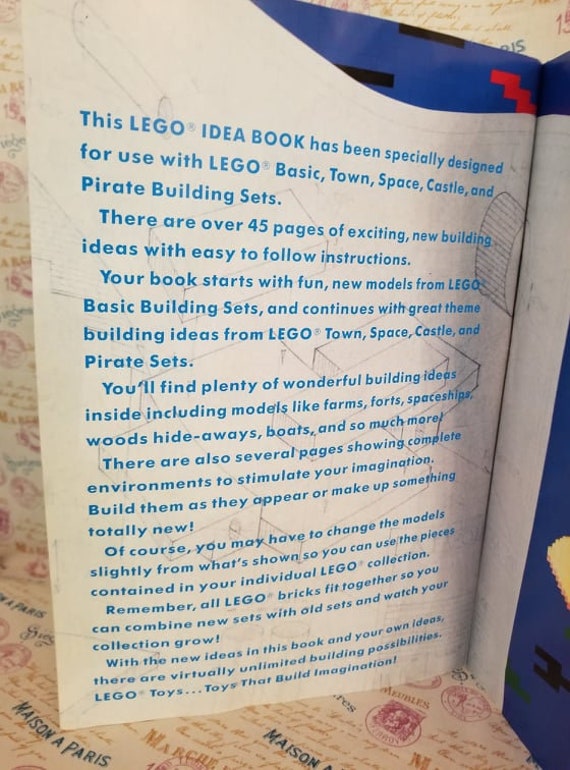 This LEGO® IDEA BOOK has been specially designed
for use with LEGO® Basic, Town, Space, Castle, and
Pirate Building Sets.
There are over 45 pages of exciting, new building
ideas with easy to follow instructions.
Your book starts with fun, new models from LEGO
Basic Building Sets, and continues with great theme
building ideas from LEGO® Town, Space, Castle, and
Pirate Sets.
You'll find plenty of wonderful building ideas
inside including models like farms, forts, spaceships,
woods hide-aways, boats, and so much more!
There are also several pages showing complete
environments to stimulate your imagination.
Build them as they appear or make up something
totally new!
Of course, you may have to change the models
slightly from what's shown so you can use the pieces
contained in your individual LEGO® collection.
Remember, all LEGO® bricks fit together so you
can combine new sets with old sets and watch your
collection grow!
With the new ideas in this book and your own ideas,
there are virtually unlimited building possibilities.
LEGO® Toys...Toys That Build Imagination!
MAISON A PARIS
MEUBLES